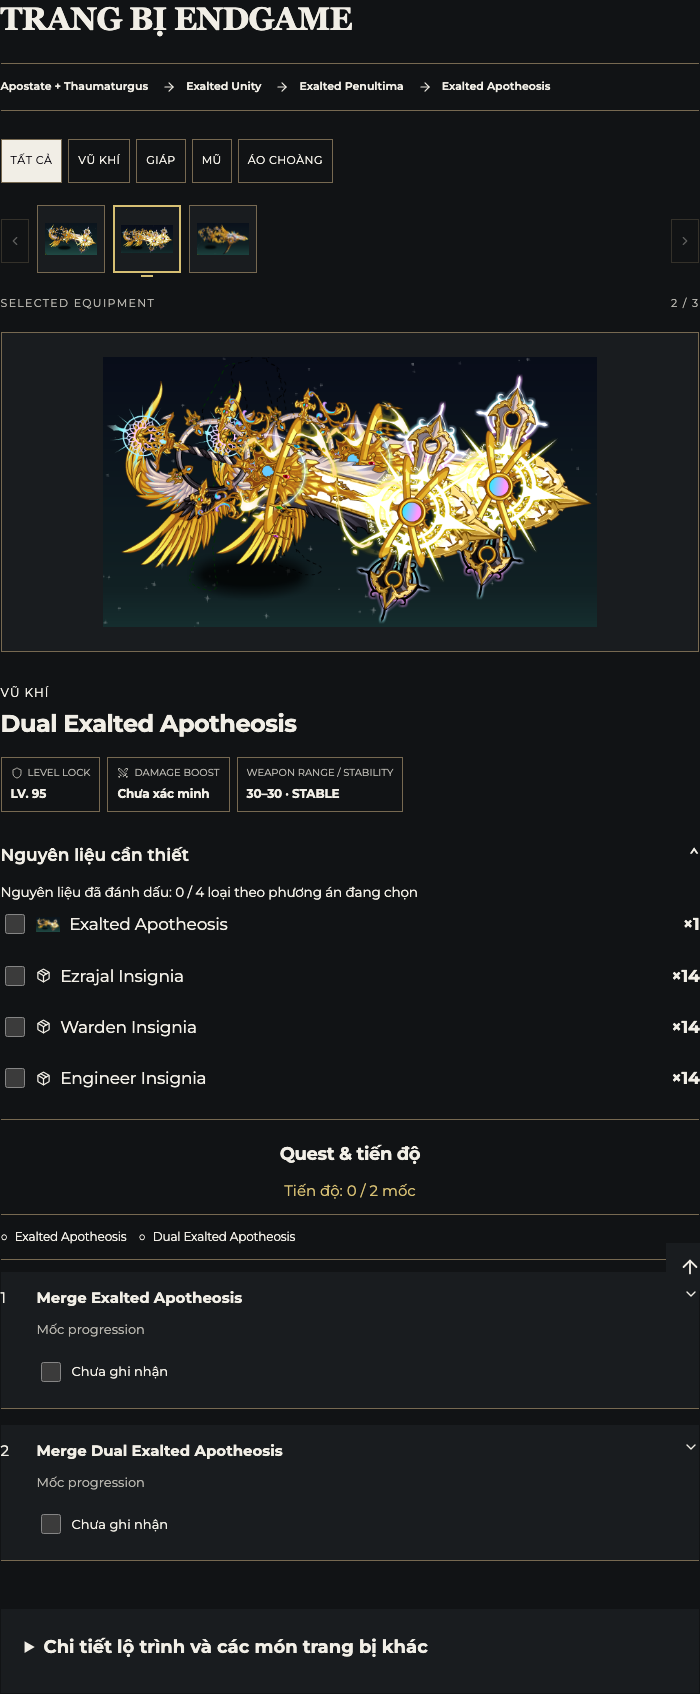 TRANG BỊ ENDGAME
Apostate + Thaumaturgus → Exalted Unity → Exalted Penultima → Exalted Apotheosis
TẤT CẢ VŨ KHÍ GIÁP MŨ ÁO CHOÀNG
SELECTED EQUIPMENT 2 / 3
VŨ KHÍ
Dual Exalted Apotheosis
LEVEL LOCK DAMAGE BOOST WEAPON RANGE / STABILITY
LV. 95 Chưa xác minh 30–30 · STABLE
Nguyên liệu cần thiết
Nguyên liệu đã đánh dấu: 0 / 4 loại theo phương án đang chọn
Exalted Apotheosis ×1
Ezrajal Insignia ×14
Warden Insignia ×14
Engineer Insignia ×14
Quest & tiến độ
Tiến độ: 0 / 2 mốc
Exalted Apotheosis Dual Exalted Apotheosis
1 Merge Exalted Apotheosis
Mốc progression
Chưa ghi nhận
2 Merge Dual Exalted Apotheosis
Mốc progression
Chưa ghi nhận
Chi tiết lộ trình và các món trang bị khác